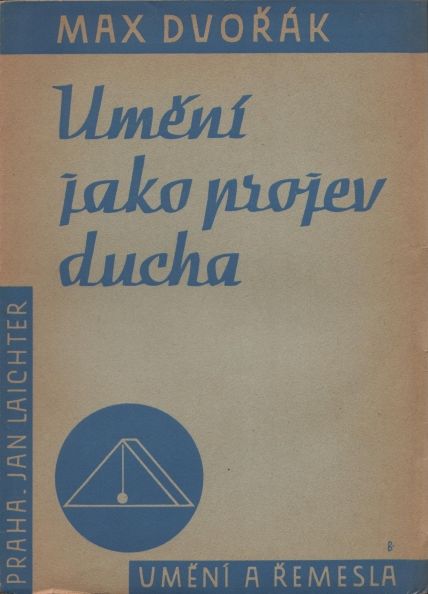 MAX DVOŘÁK
Umění
jako projev
ducha
PRAHA. JAN LAICHTER
B
UMĚNÍ A ŘEMESLA